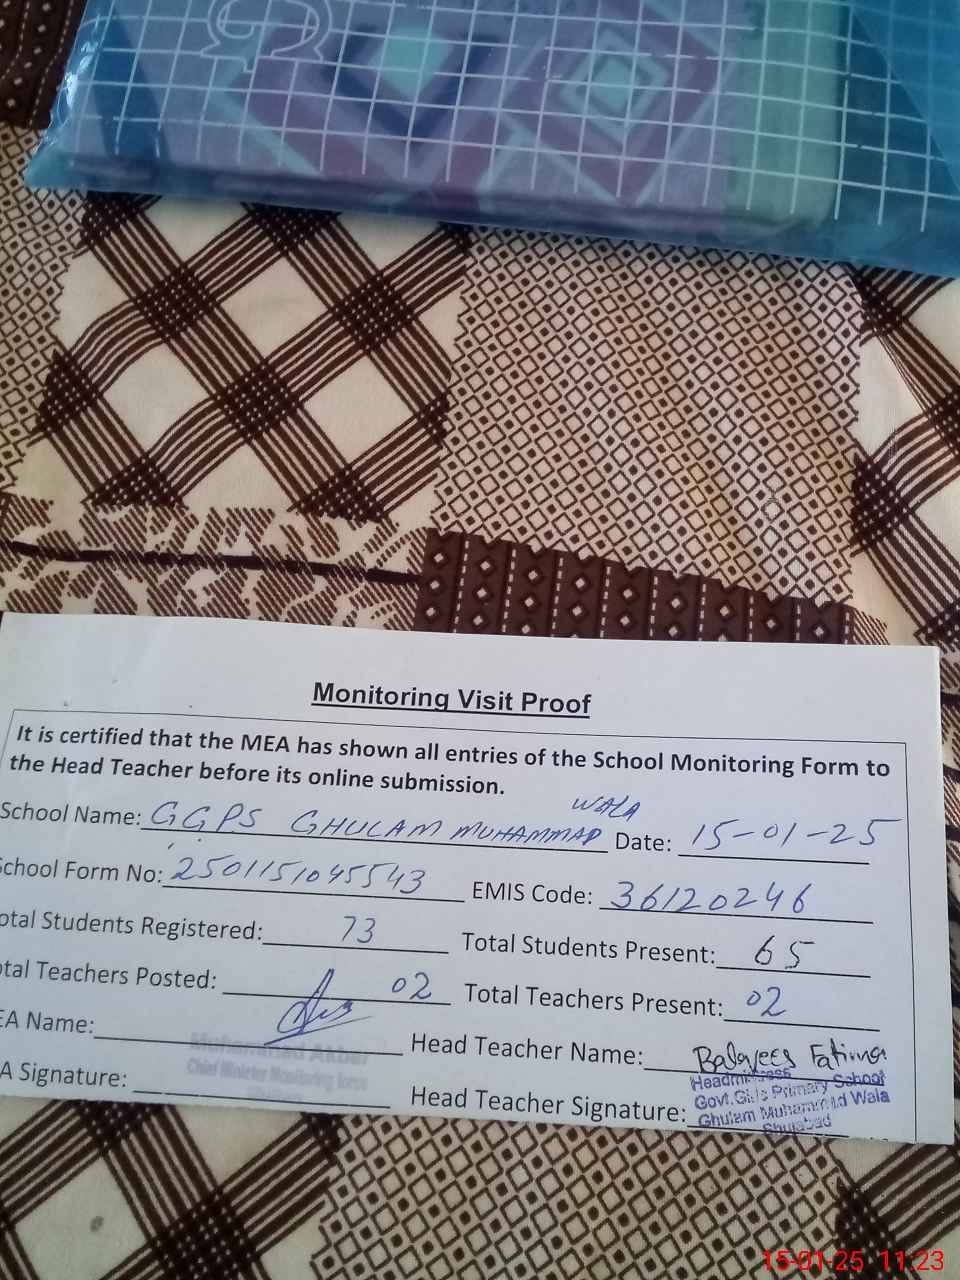 Monitoring Visit Proof
It is certified that the MEA has shown all entries of the School Monitoring Form to
the Head Teacher before its online submission.
School Name: GGPS GHULAM MUHAMMAD WALA Date: 15-01-25
School Form No: 2501151045543 EMIS Code: 36120246
otal Students Registered: 73 Total Students Present: 65
otal Teachers Posted: 02 Total Teachers Present: 02
EA Name: Head Teacher Name: Balqees Fatima
Muhammad Akbar
Chief Minister Monitoring force
A Signature: Head Teacher Signature:
Headmistress
Govt. Girls Primary School
Ghulam Muhammad Wala
Shujabad
15-01-25 11:23